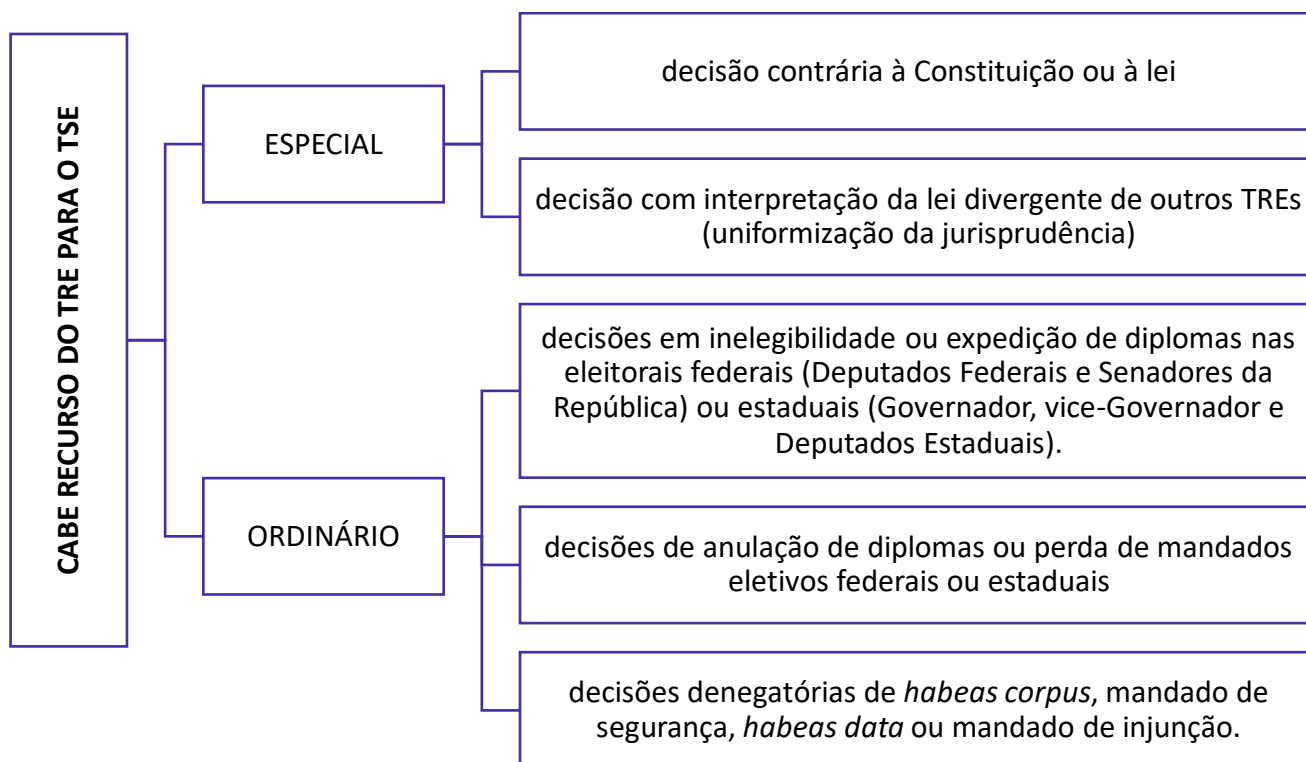 CABE RECURSO DO TRE PARA O TSE
ESPECIAL
decisão contrária à Constituição ou à lei
decisão com interpretação da lei divergente de outros TREs
(uniformização da jurisprudência)
ORDINÁRIO
decisões em inelegibilidade ou expedição de diplomas nas
eleitorais federais (Deputados Federais e Senadores da
República) ou estaduais (Governador, vice-Governador e
Deputados Estaduais).
decisões de anulação de diplomas ou perda de mandados
eletivos federais ou estaduais
decisões denegatórias de habeas corpus, mandado de
segurança, habeas data ou mandado de injunção.